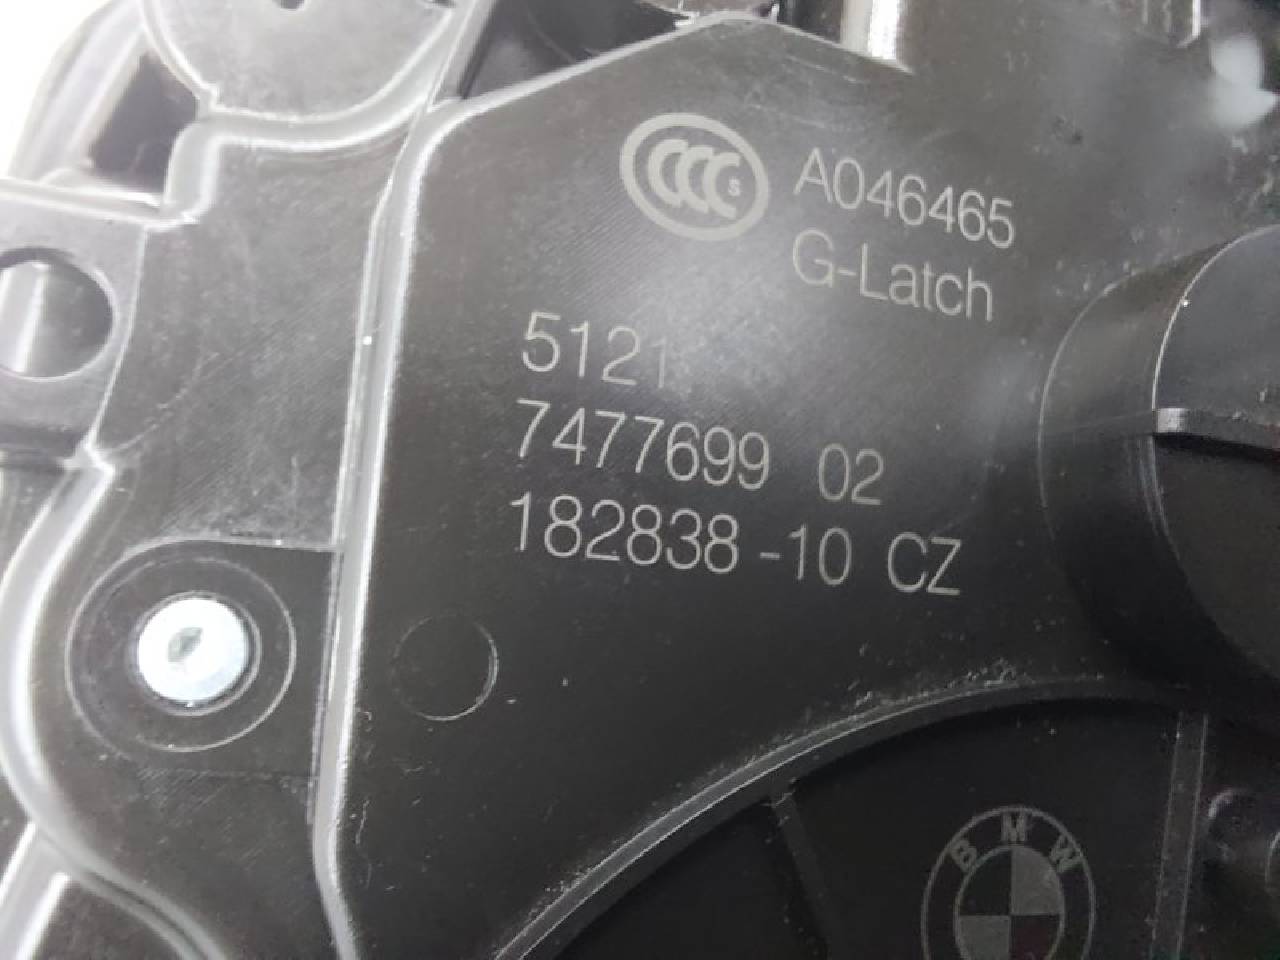 CCC S A046465
G-Latch
5121
7477699 02
182838-10 CZ
BMW